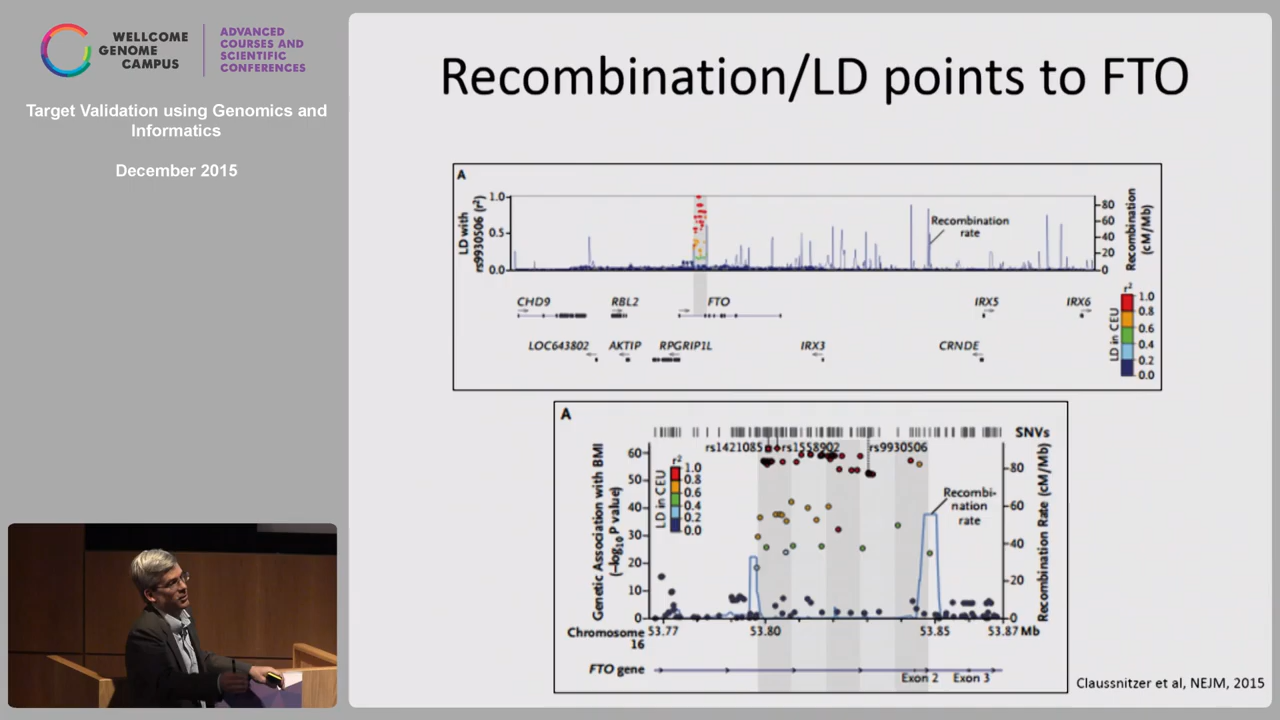 WELLCOME
GENOME
CAMPUS
ADVANCED
COURSES AND
SCIENTIFIC
CONFERENCES
Target Validation using Genomics and
Informatics
December 2015
Recombination/LD points to FTO
A
LD with
rs9930506 (r²)
1.0
0.5
0.0
Recombination
rate
80
60
40
20
0
Recombination
(cM/Mb)
CHD9
RBL2
FTO
IRX5
IRX6
LOC643802
AKTIP
RPGRIP1L
IRX3
CRNDE
LD in CEU
r²
1.0
0.8
0.6
0.4
0.2
0.0
A
SNVs
rs1421085
rs1558902
rs9930506
Genetic Association with BMI
(–log₁₀ P value)
60
50
40
30
20
10
0
LD in CEU
r²
1.0
0.8
0.6
0.4
0.2
0.0
Recombi-
nation
rate
80
60
40
20
0
Recombination Rate (cM/Mb)
Chromosome
16
53.77 53.80 53.85 53.87 Mb
FTO gene
Exon 2 Exon 3
Claussnitzer et al, NEJM, 2015